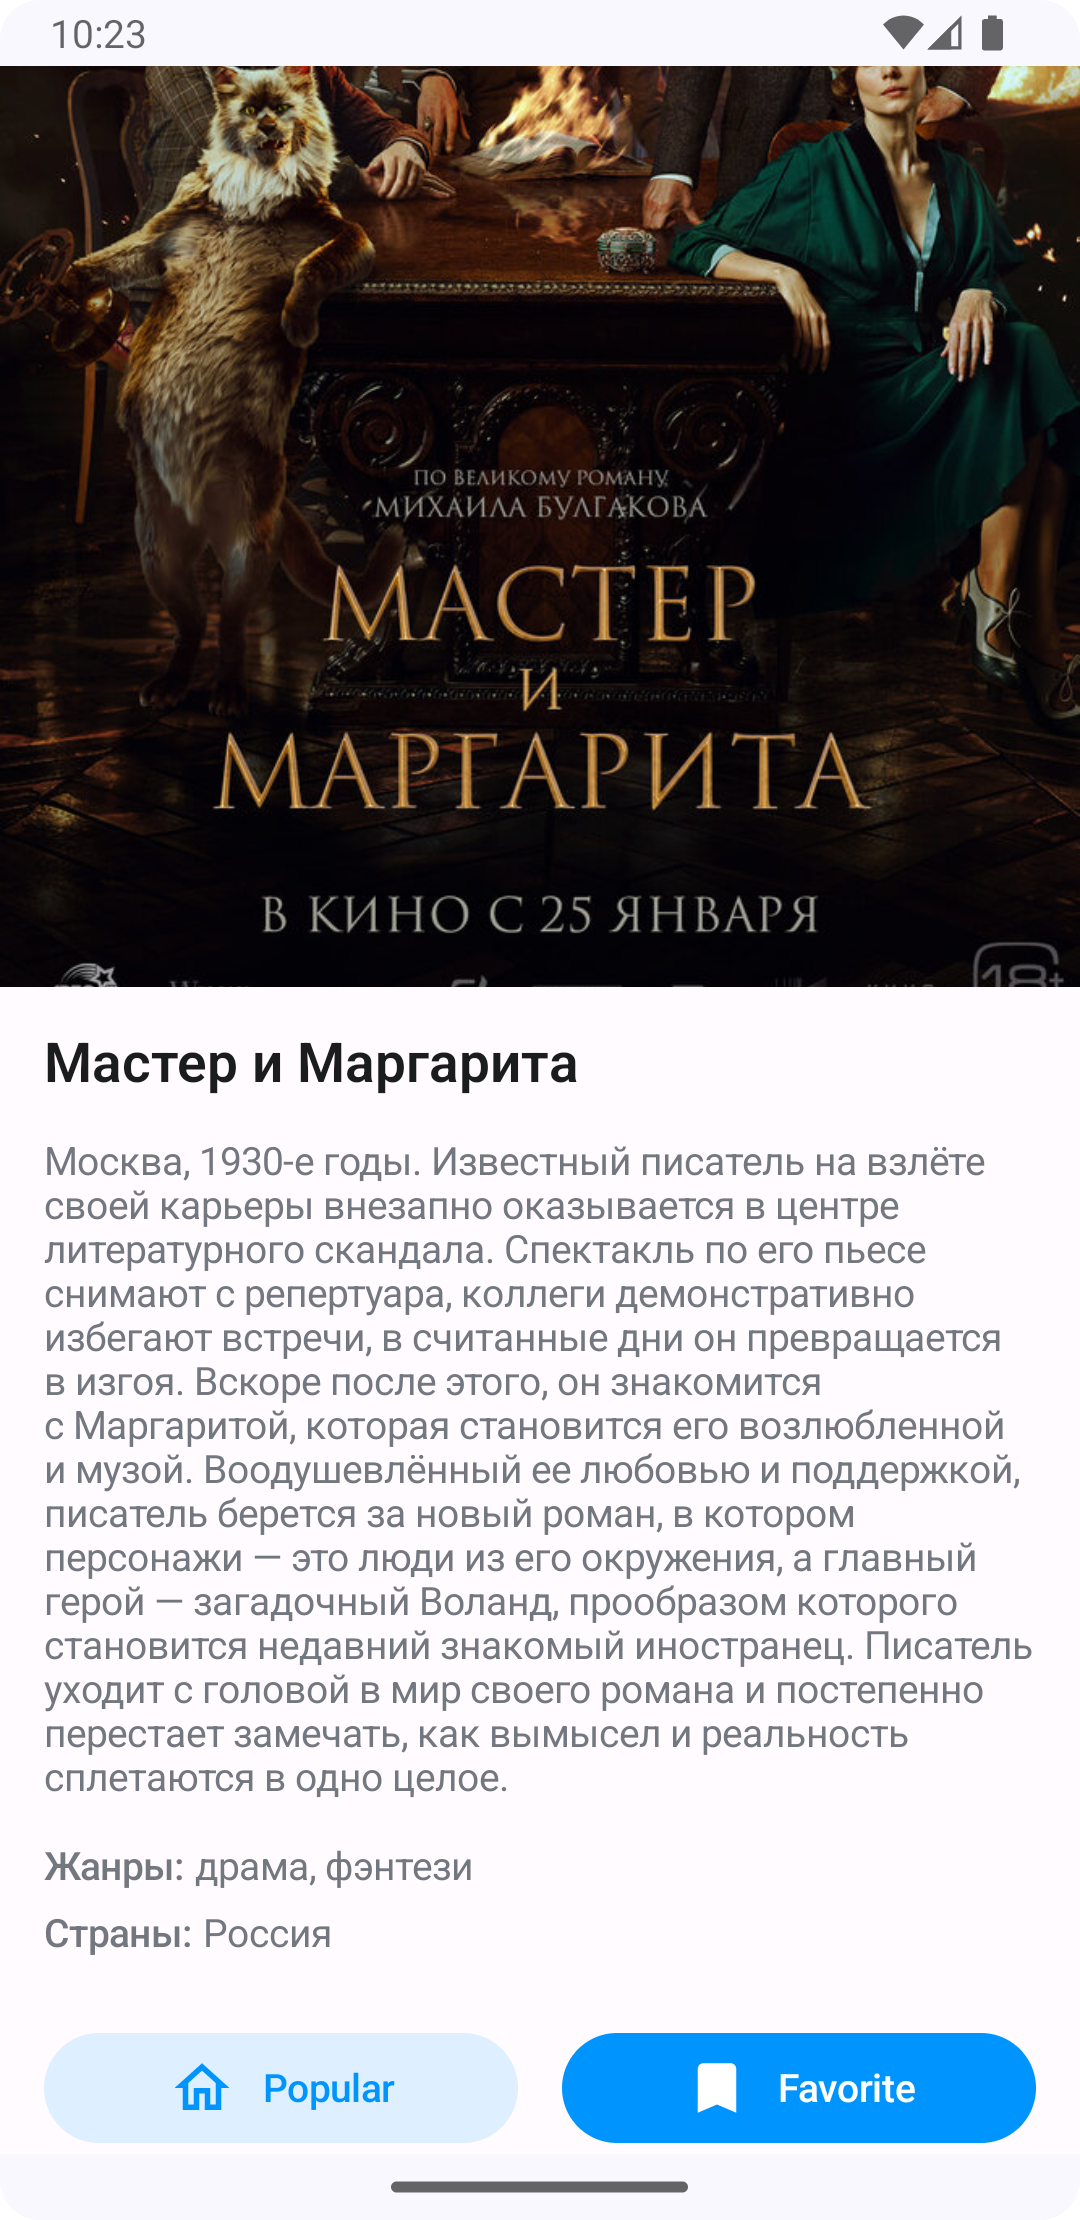 10:23
ПО ВЕЛИКОМУ РОМАНУ
МИХАИЛА БУЛГАКОВА
МАСТЕР
И
МАРГАРИТА
В КИНО С 25 ЯНВАРЯ
18+
Мастер и Маргарита
Москва, 1930-е годы. Известный писатель на взлёте
своей карьеры внезапно оказывается в центре
литературного скандала. Спектакль по его пьесе
снимают с репертуара, коллеги демонстративно
избегают встречи, в считанные дни он превращается
в изгоя. Вскоре после этого, он знакомится
с Маргаритой, которая становится его возлюбленной
и музой. Воодушевлённый ее любовью и поддержкой,
писатель берется за новый роман, в котором
персонажи — это люди из его окружения, а главный
герой — загадочный Воланд, прообразом которого
становится недавний знакомый иностранец. Писатель
уходит с головой в мир своего романа и постепенно
перестает замечать, как вымысел и реальность
сплетаются в одно целое.
Жанры: драма, фэнтези
Страны: Россия
Popular
Favorite